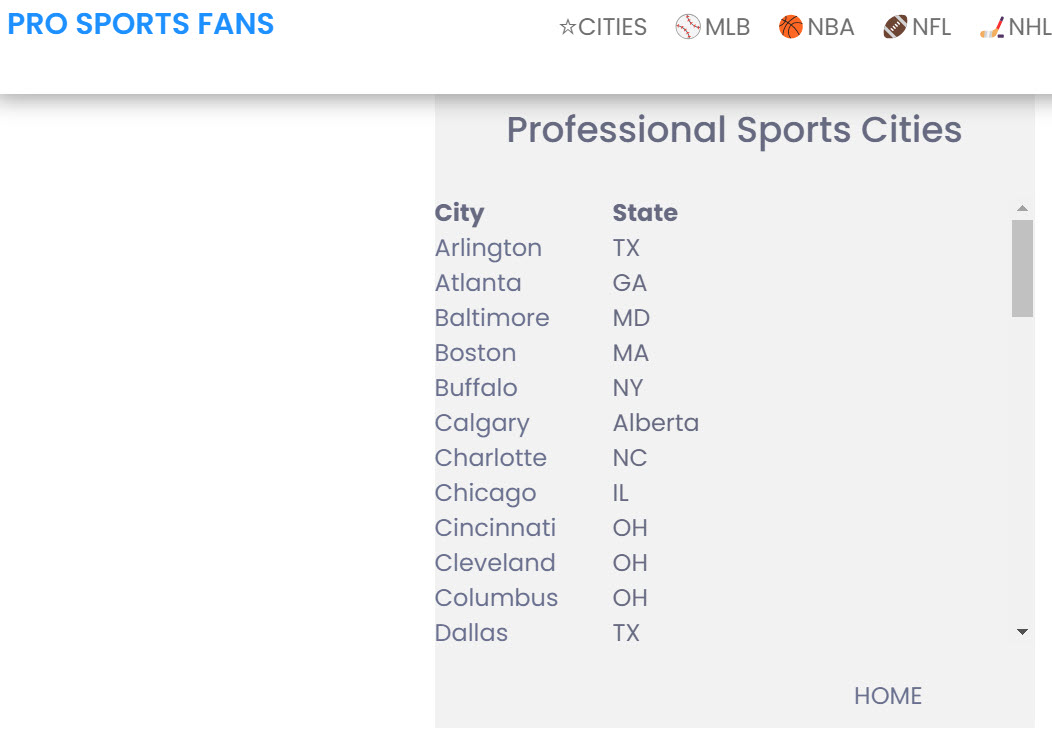 PRO SPORTS FANS
☆CITIES ⚾MLB 🏀NBA 🏈NFL 🏒NHL
Professional Sports Cities
City State
Arlington TX
Atlanta GA
Baltimore MD
Boston MA
Buffalo NY
Calgary Alberta
Charlotte NC
Chicago IL
Cincinnati OH
Cleveland OH
Columbus OH
Dallas TX
HOME